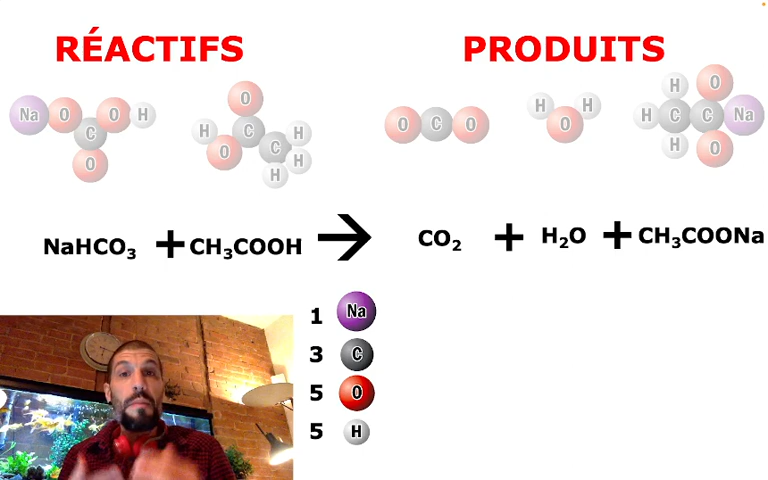 RÉACTIFS
PRODUITS
Na O O H C O
O H C H O C H H
O C O
H H O
H O H C C Na H O
NaHCO₃ + CH₃COOH → CO₂ + H₂O + CH₃COONa
1 Na
3 C
5 O
5 H